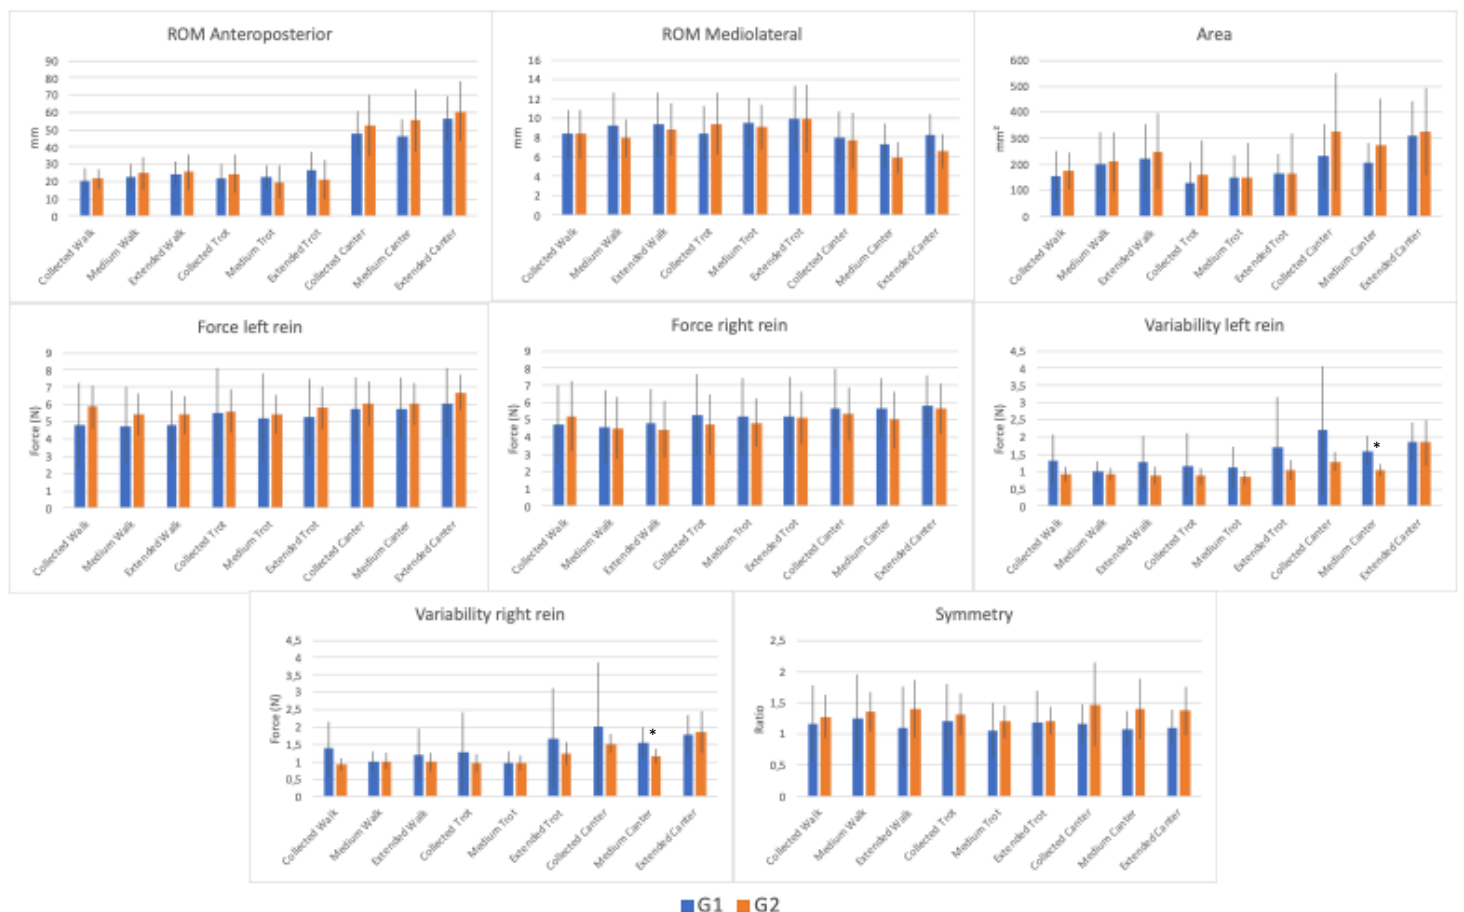 ROM Anteroposterior
mm
90
80
70
60
50
40
30
20
10
0
Collected Walk
Medium Walk
Extended Walk
Collected Trot
Medium Trot
Extended Trot
Collected Canter
Medium Canter
Extended Canter
ROM Mediolateral
mm
16
14
12
10
8
6
4
2
0
Collected Walk
Medium Walk
Extended Walk
Collected Trot
Medium Trot
Extended Trot
Collected Canter
Medium Canter
Extended Canter
Area
mm²
600
500
400
300
200
100
0
Collected Walk
Medium Walk
Extended Walk
Collected Trot
Medium Trot
Extended Trot
Collected Canter
Medium Canter
Extended Canter
Force left rein
Force (N)
9
8
7
6
5
4
3
2
1
0
Collected Walk
Medium Walk
Extended Walk
Collected Trot
Medium Trot
Extended Trot
Collected Canter
Medium Canter
Extended Canter
Force right rein
Force (N)
9
8
7
6
5
4
3
2
1
0
Collected Walk
Medium Walk
Extended Walk
Collected Trot
Medium Trot
Extended Trot
Collected Canter
Medium Canter
Extended Canter
Variability left rein
Force (N)
4,5
4
3,5
3
2,5
2
1,5
1
0,5
0
*
Collected Walk
Medium Walk
Extended Walk
Collected Trot
Medium Trot
Extended Trot
Collected Canter
Medium Canter
Extended Canter
Variability right rein
Force (N)
4,5
4
3,5
3
2,5
2
1,5
1
0,5
0
*
Collected Walk
Medium Walk
Extended Walk
Collected Trot
Medium Trot
Extended Trot
Collected Canter
Medium Canter
Extended Canter
Symmetry
Ratio
2,5
2
1,5
1
0,5
0
Collected Walk
Medium Walk
Extended Walk
Collected Trot
Medium Trot
Extended Trot
Collected Canter
Medium Canter
Extended Canter
G1 G2